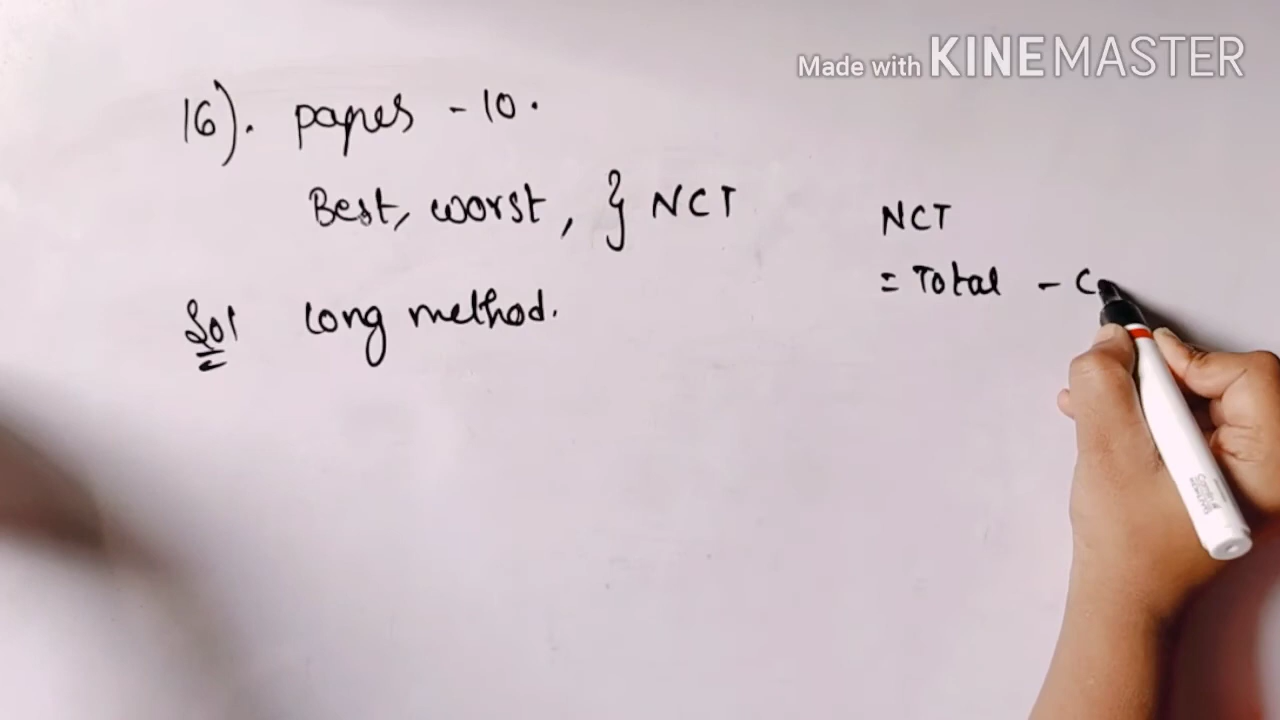 Made with KINEMASTER
16). papes - 10.
Best, worst, } NCT
Sol long method.
NCT
= Total - C